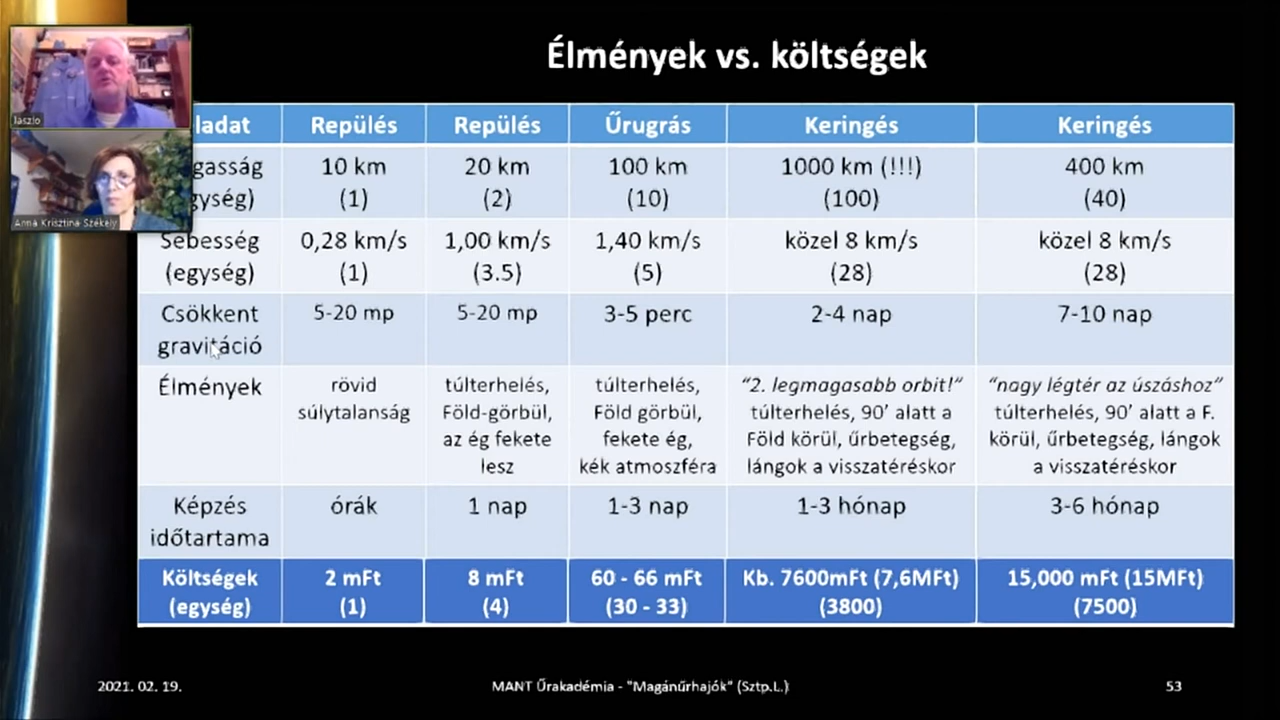 Élmények vs. költségek
laszlo
Anna Krisztina Székely
ladat Repülés Repülés Űrugrás Keringés Keringés
gasság 10 km 20 km 100 km 1000 km (!!!) 400 km
gység) (1) (2) (10) (100) (40)
Sebesség 0,28 km/s 1,00 km/s 1,40 km/s közel 8 km/s közel 8 km/s
(egység) (1) (3.5) (5) (28) (28)
Csökkent 5-20 mp 5-20 mp 3-5 perc 2-4 nap 7-10 nap
gravitáció
Élmények rövid túlterhelés, túlterhelés, “2. legmagasabb orbit!” “nagy légtér az úszáshoz”
súlytalanság Föld-görbül, Föld görbül, túlterhelés, 90’ alatt a túlterhelés, 90’ alatt a F.
az ég fekete fekete ég, Föld körül, űrbetegség, körül, űrbetegség, lángok
lesz kék atmoszféra lángok a visszatéréskor a visszatéréskor
Képzés órák 1 nap 1-3 nap 1-3 hónap 3-6 hónap
időtartama
Költségek 2 mFt 8 mFt 60 - 66 mFt Kb. 7600mFt (7,6MFt) 15,000 mFt (15MFt)
(egység) (1) (4) (30 - 33) (3800) (7500)
2021. 02. 19. MANT Űrakadémia - "Magánűrhajók" (Sztp.L.) 53